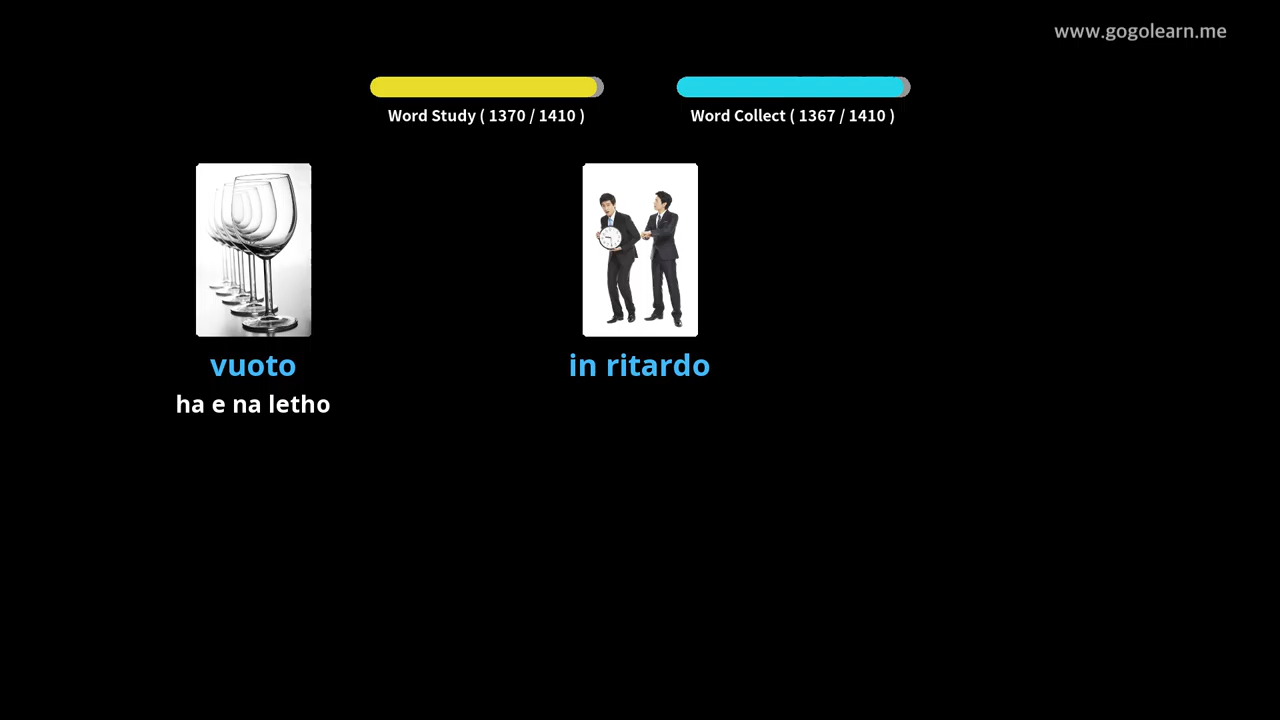 www.gogolearn.me
Word Study ( 1370 / 1410 )
Word Collect ( 1367 / 1410 )
vuoto
in ritardo
ha e na letho